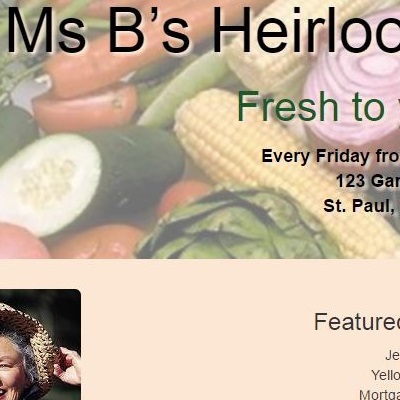 Ms B’s Heirloo
Fresh to
Every Friday fro
123 Gar
St. Paul,
Featured
Je
Yello
Mortga